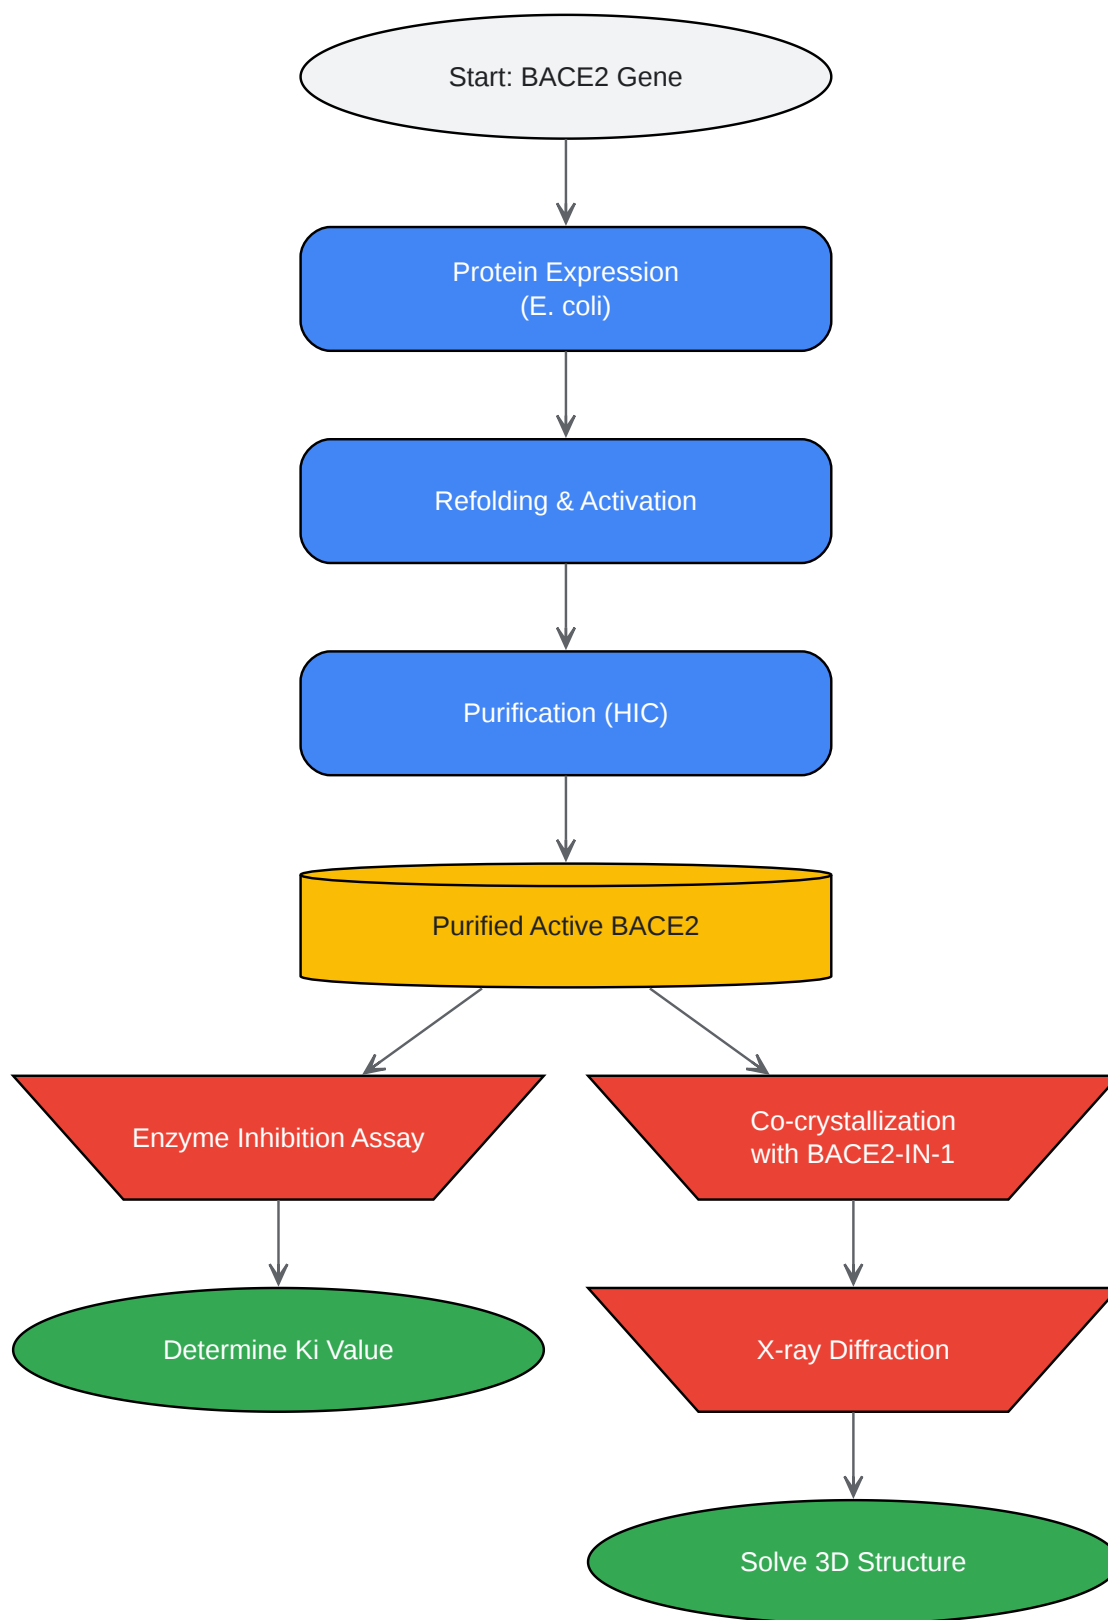 Start: BACE2 Gene
Protein Expression
(E. coli)
Refolding & Activation
Purification (HIC)
Purified Active BACE2
Enzyme Inhibition Assay
Co-crystallization
with BACE2-IN-1
Determine Ki Value
X-ray Diffraction
Solve 3D Structure